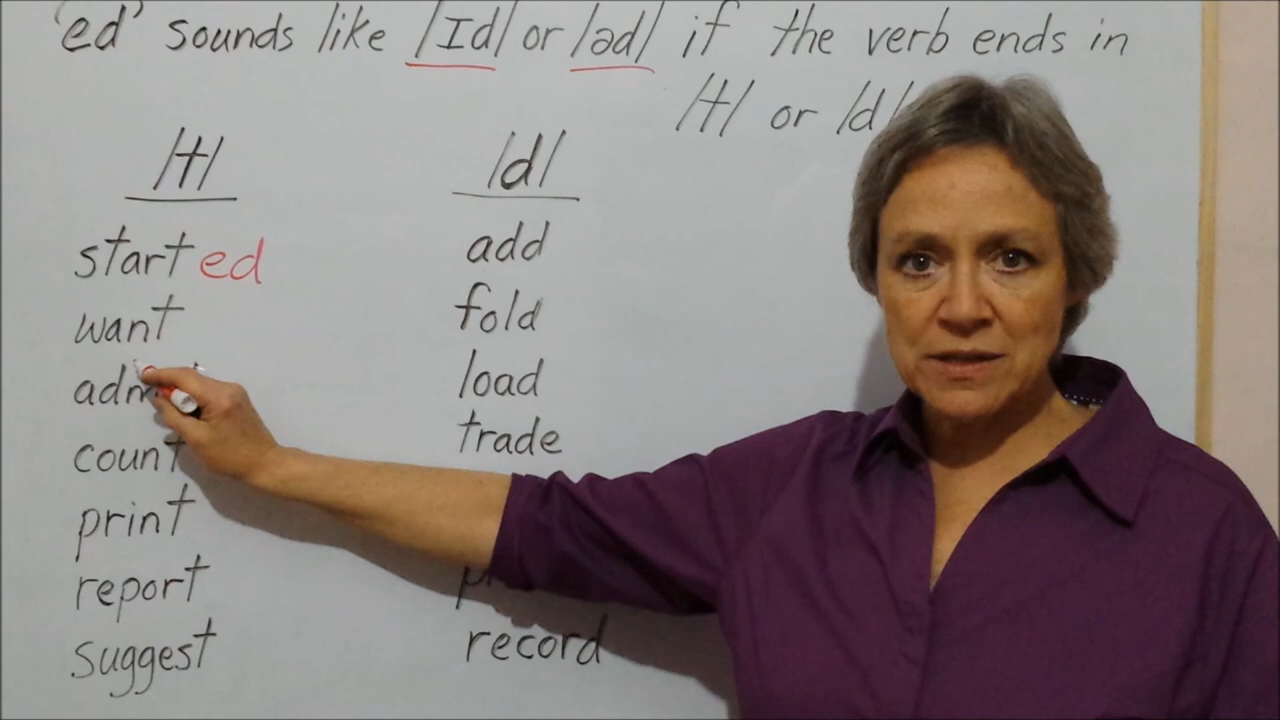 'ed' sounds like /Id/ or /əd/ if the verb ends in
/t/ or /d/
/t/ /d/
started add
want fold
load
count trade
print
report
suggest record